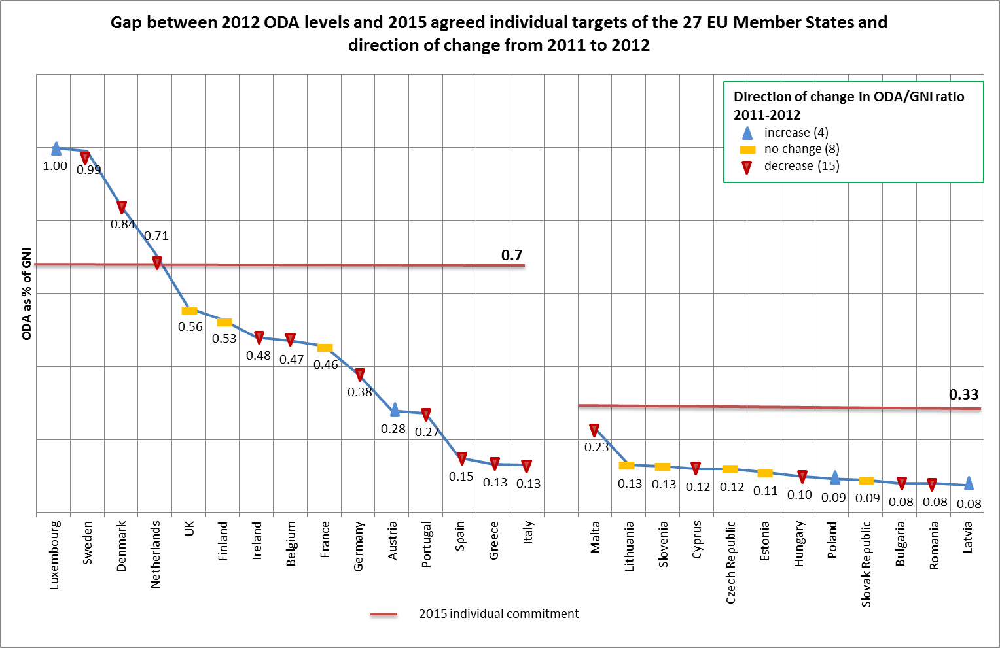 Gap between 2012 ODA levels and 2015 agreed individual targets of the 27 EU Member States and
direction of change from 2011 to 2012
Direction of change in ODA/GNI ratio
2011-2012
increase (4)
no change (8)
decrease (15)
ODA as % of GNI
1.00
0.99
0.84
0.71
0.7
0.56
0.53
0.48
0.47
0.46
0.38
0.28
0.27
0.15
0.13
0.13
0.33
0.23
0.13
0.13
0.12
0.12
0.11
0.10
0.09
0.09
0.08
0.08
0.08
Luxembourg
Sweden
Denmark
Netherlands
UK
Finland
Ireland
Belgium
France
Germany
Austria
Portugal
Spain
Greece
Italy
Malta
Lithuania
Slovenia
Cyprus
Czech Republic
Estonia
Hungary
Poland
Slovak Republic
Bulgaria
Romania
Latvia
2015 individual commitment